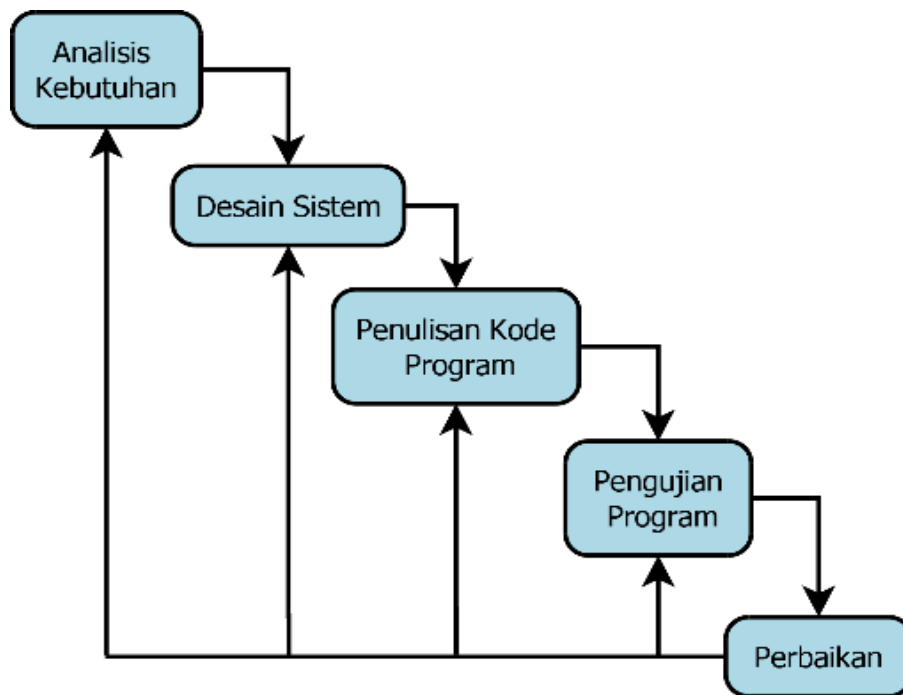 Analisis
Kebutuhan
Desain Sistem
Penulisan Kode
Program
Pengujian
Program
Perbaikan